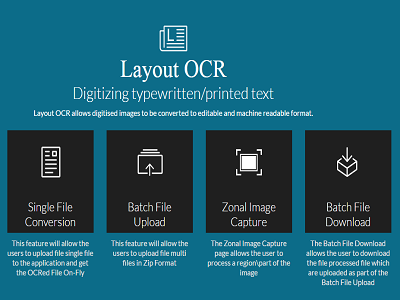 Layout OCR
Digitizing typewritten/printed text
Layout OCR allows digitised images to be converted to editable and machine readable format.
Single File
Conversion
This feature will allow the
users to upload file single
to the application and get
the OCRed File On-Fly
Batch File
Upload
This feature will allow the
users to upload multi
files in Zip Format
Zonal Image
Capture
The Zonal Image Capture
page allows the user to
process a region\part of the
image
Batch File
Download
The Batch File Download
allows the user to download
the file processed file which
are uploaded as part of the
Batch File Upload